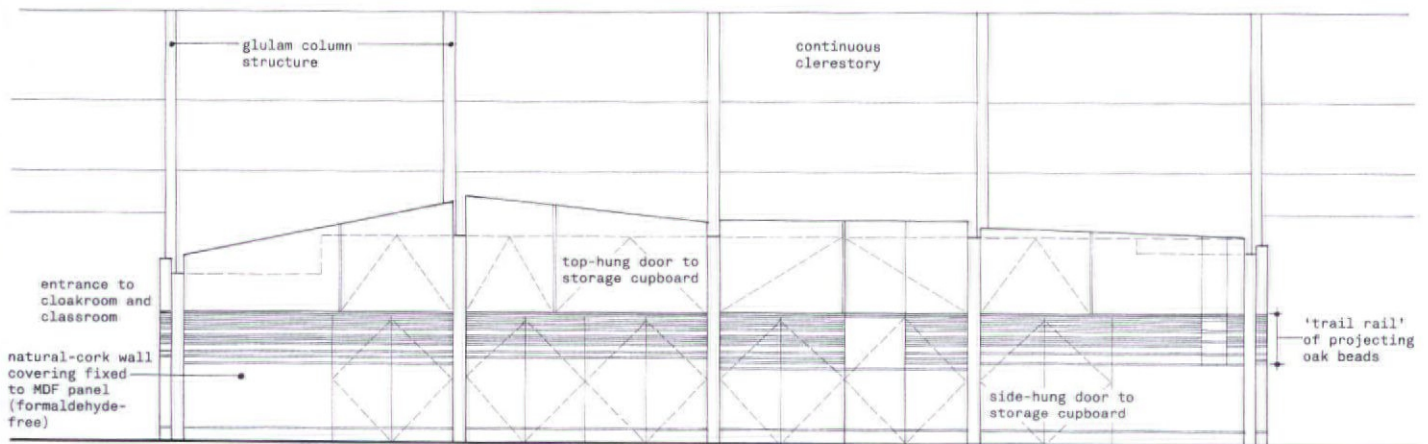 glulam column
structure
continuous
clerestory
top-hung door to
storage cupboard
entrance to
cloakroom and
classroom
'trail rail'
of projecting
oak beads
natural-cork wall
covering fixed
to MDF panel
(formaldehyde-
free)
side-hung door to
storage cupboard